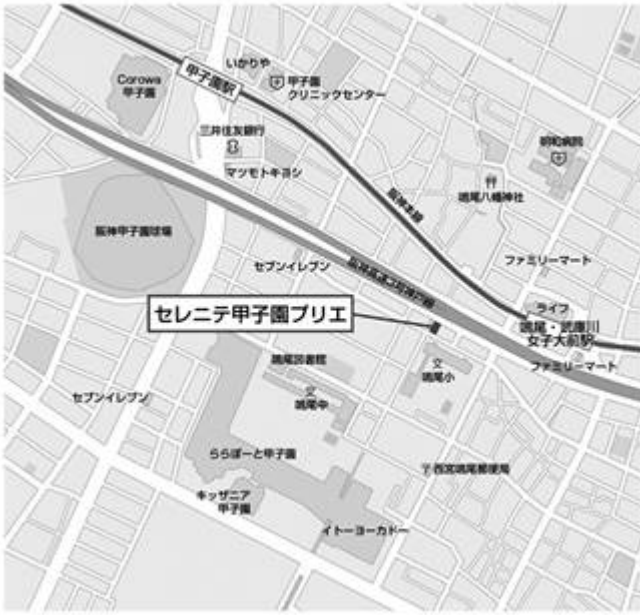 いかりや
Corowa
甲子園
甲子園駅
甲子園
クリニックセンター
三井住友銀行
明和病院
マツモトキヨシ
鳴尾八幡神社
阪神本線
阪神甲子園球場
セブンイレブン
阪神高速3号神戸線
ファミリーマート
セレニテ甲子園プリエ
ライフ
鳴尾・武庫川
女子大前駅
鳴尾図書館
鳴尾小
ファミリーマート
セブンイレブン
鳴尾中
ららぽーと甲子園
西宮鳴尾郵便局
キッザニア
甲子園
イトーヨーカドー